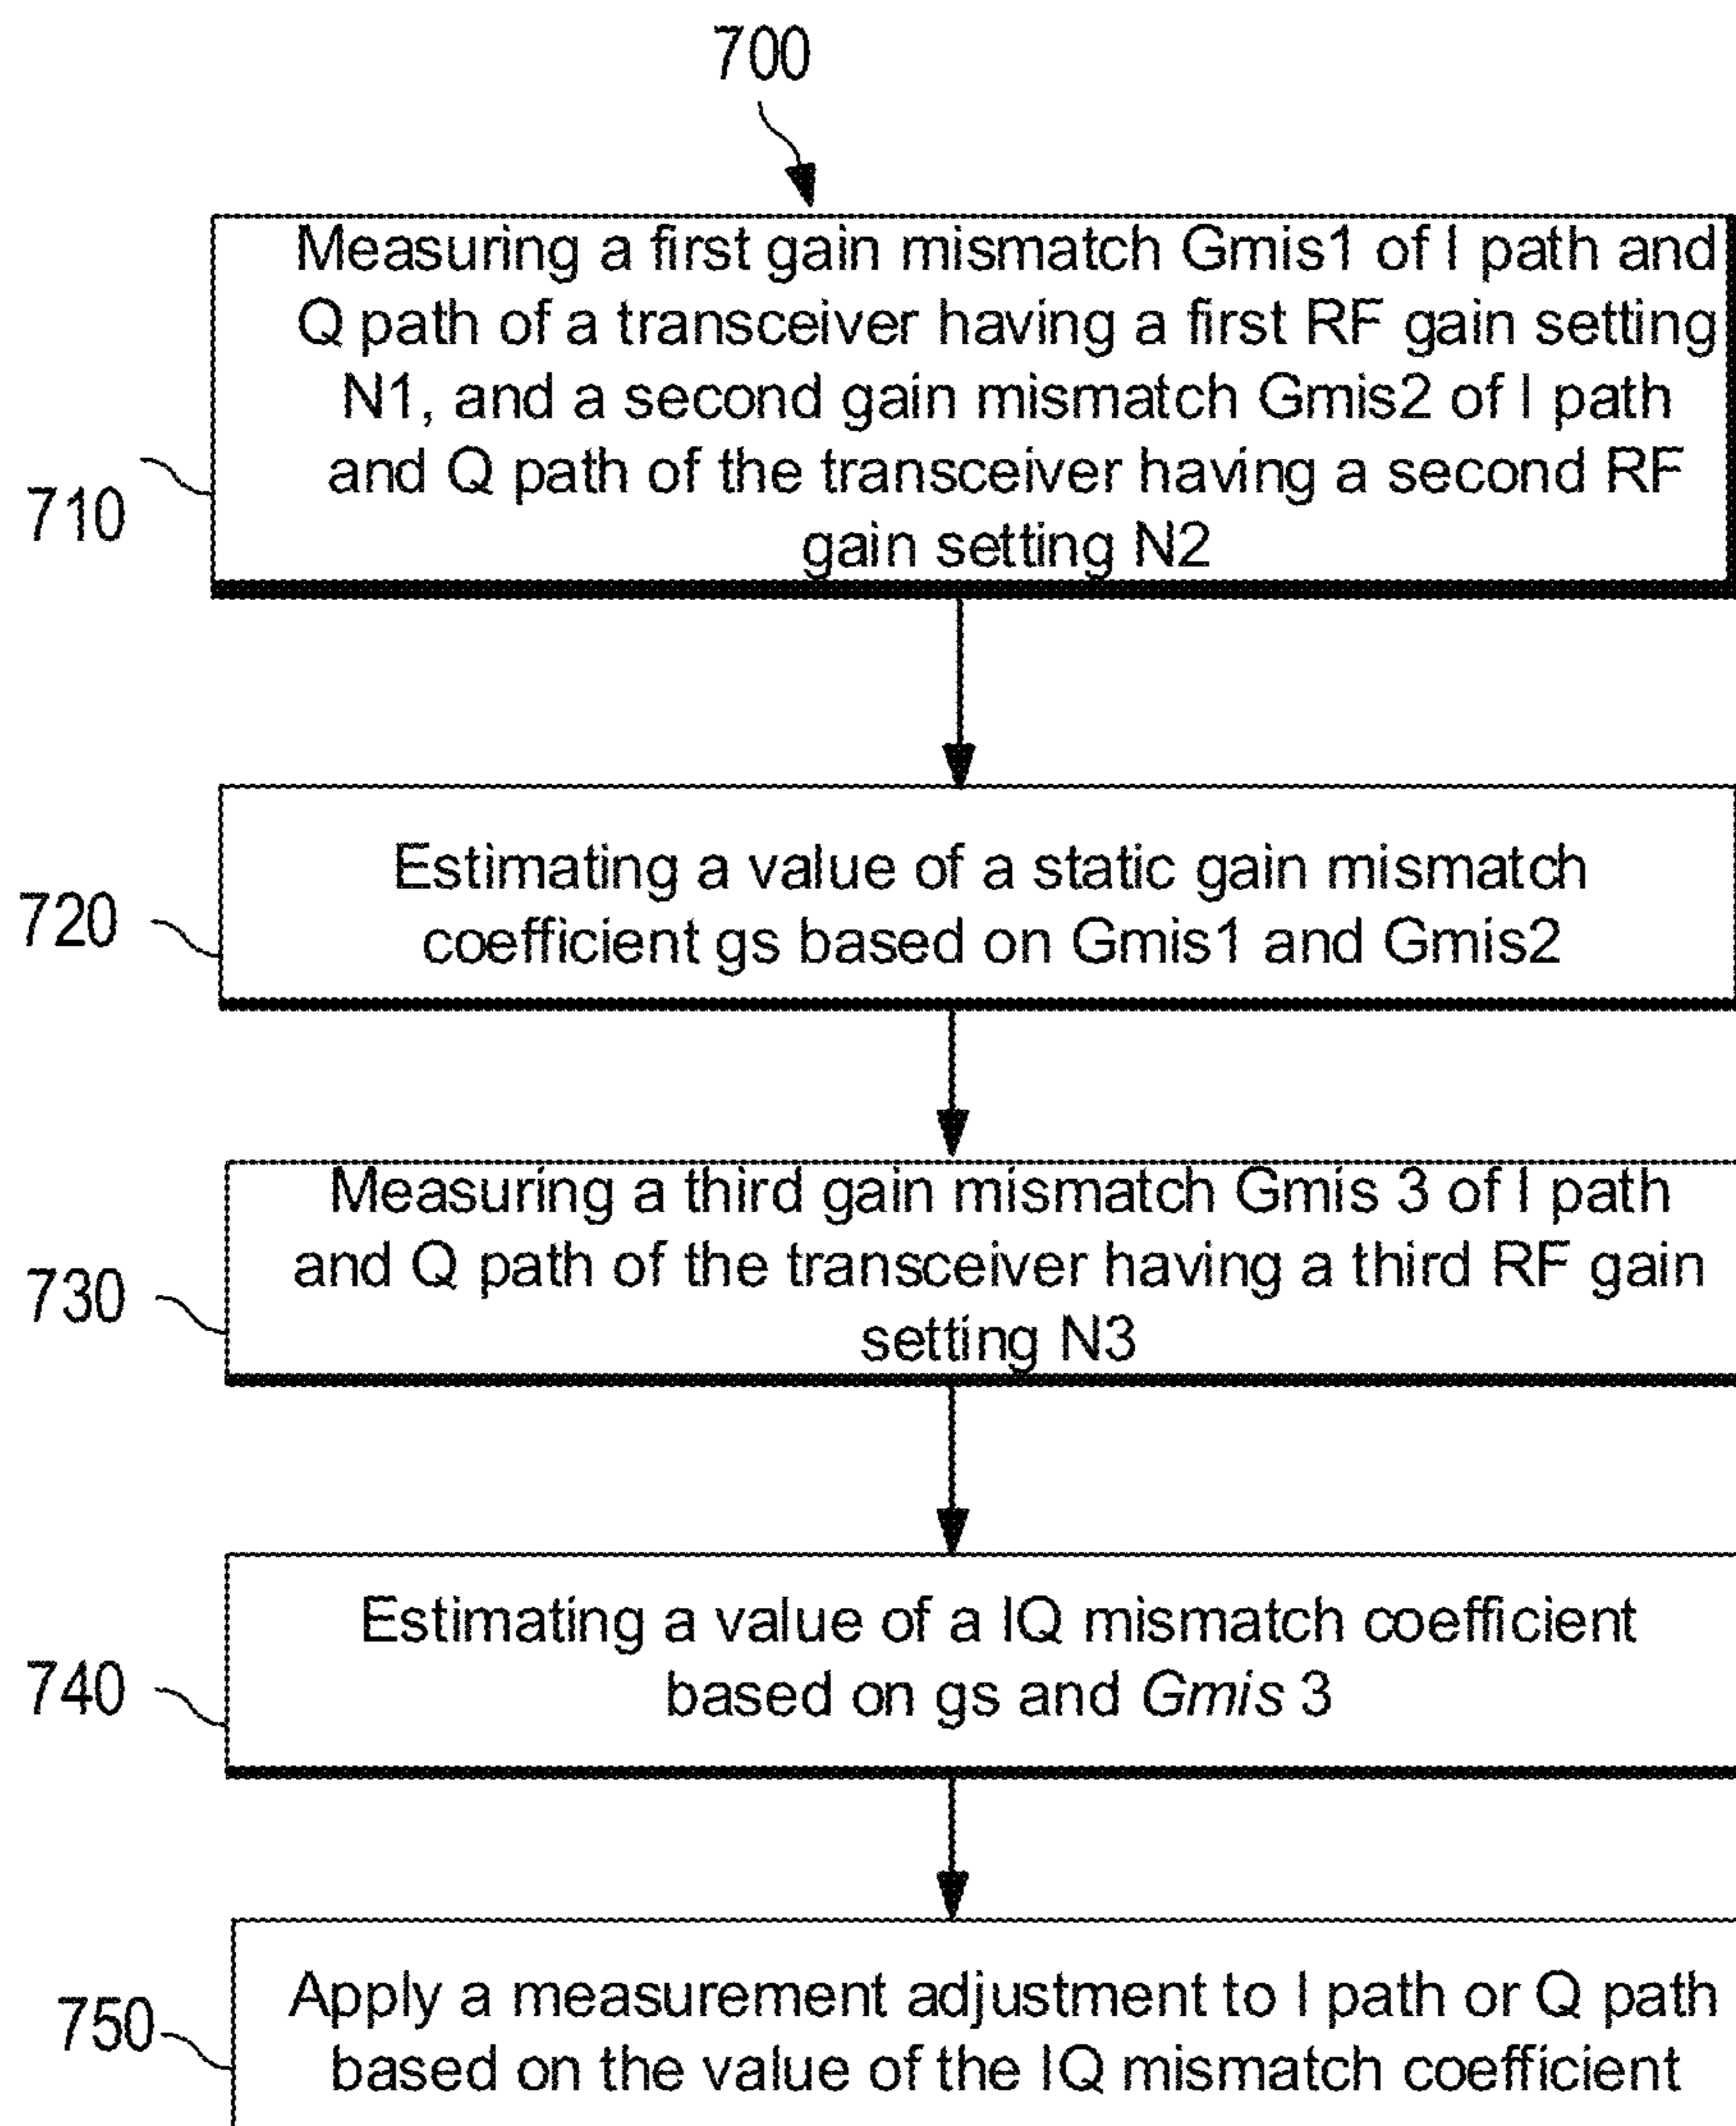 700
Measuring a first gain mismatch Gmis1 of I path and
Q path of a transceiver having a first RF gain setting
N1, and a second gain mismatch Gmis2 of I path
and Q path of the transceiver having a second RF
gain setting N2
710
Estimating a value of a static gain mismatch
coefficient gs based on Gmis1 and Gmis2
720
Measuring a third gain mismatch Gmis 3 of I path
and Q path of the transceiver having a third RF gain
setting N3
730
Estimating a value of a IQ mismatch coefficient
based on gs and Gmis 3
740
Apply a measurement adjustment to I path or Q path
based on the value of the IQ mismatch coefficient
750